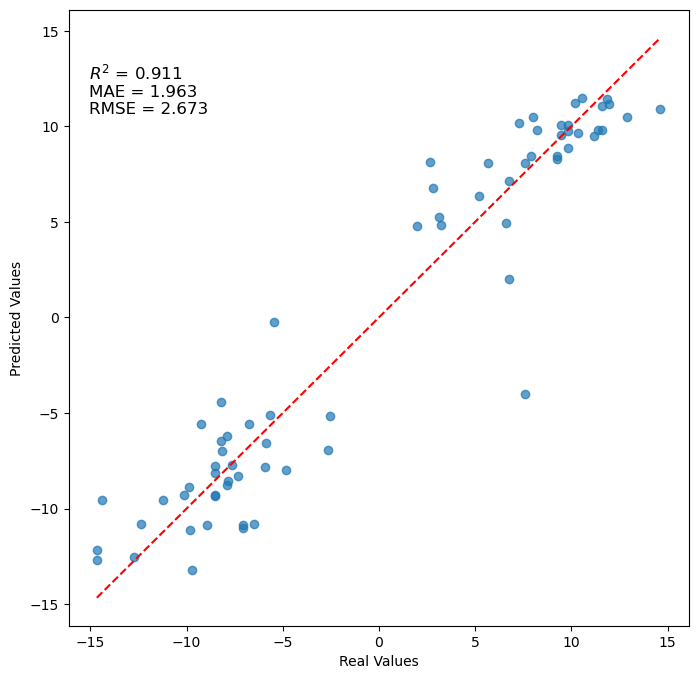 R² = 0.911
MAE = 1.963
RMSE = 2.673
15
10
5
0
−5
−10
−15
Predicted Values
−15 −10 −5 0 5 10 15
Real Values